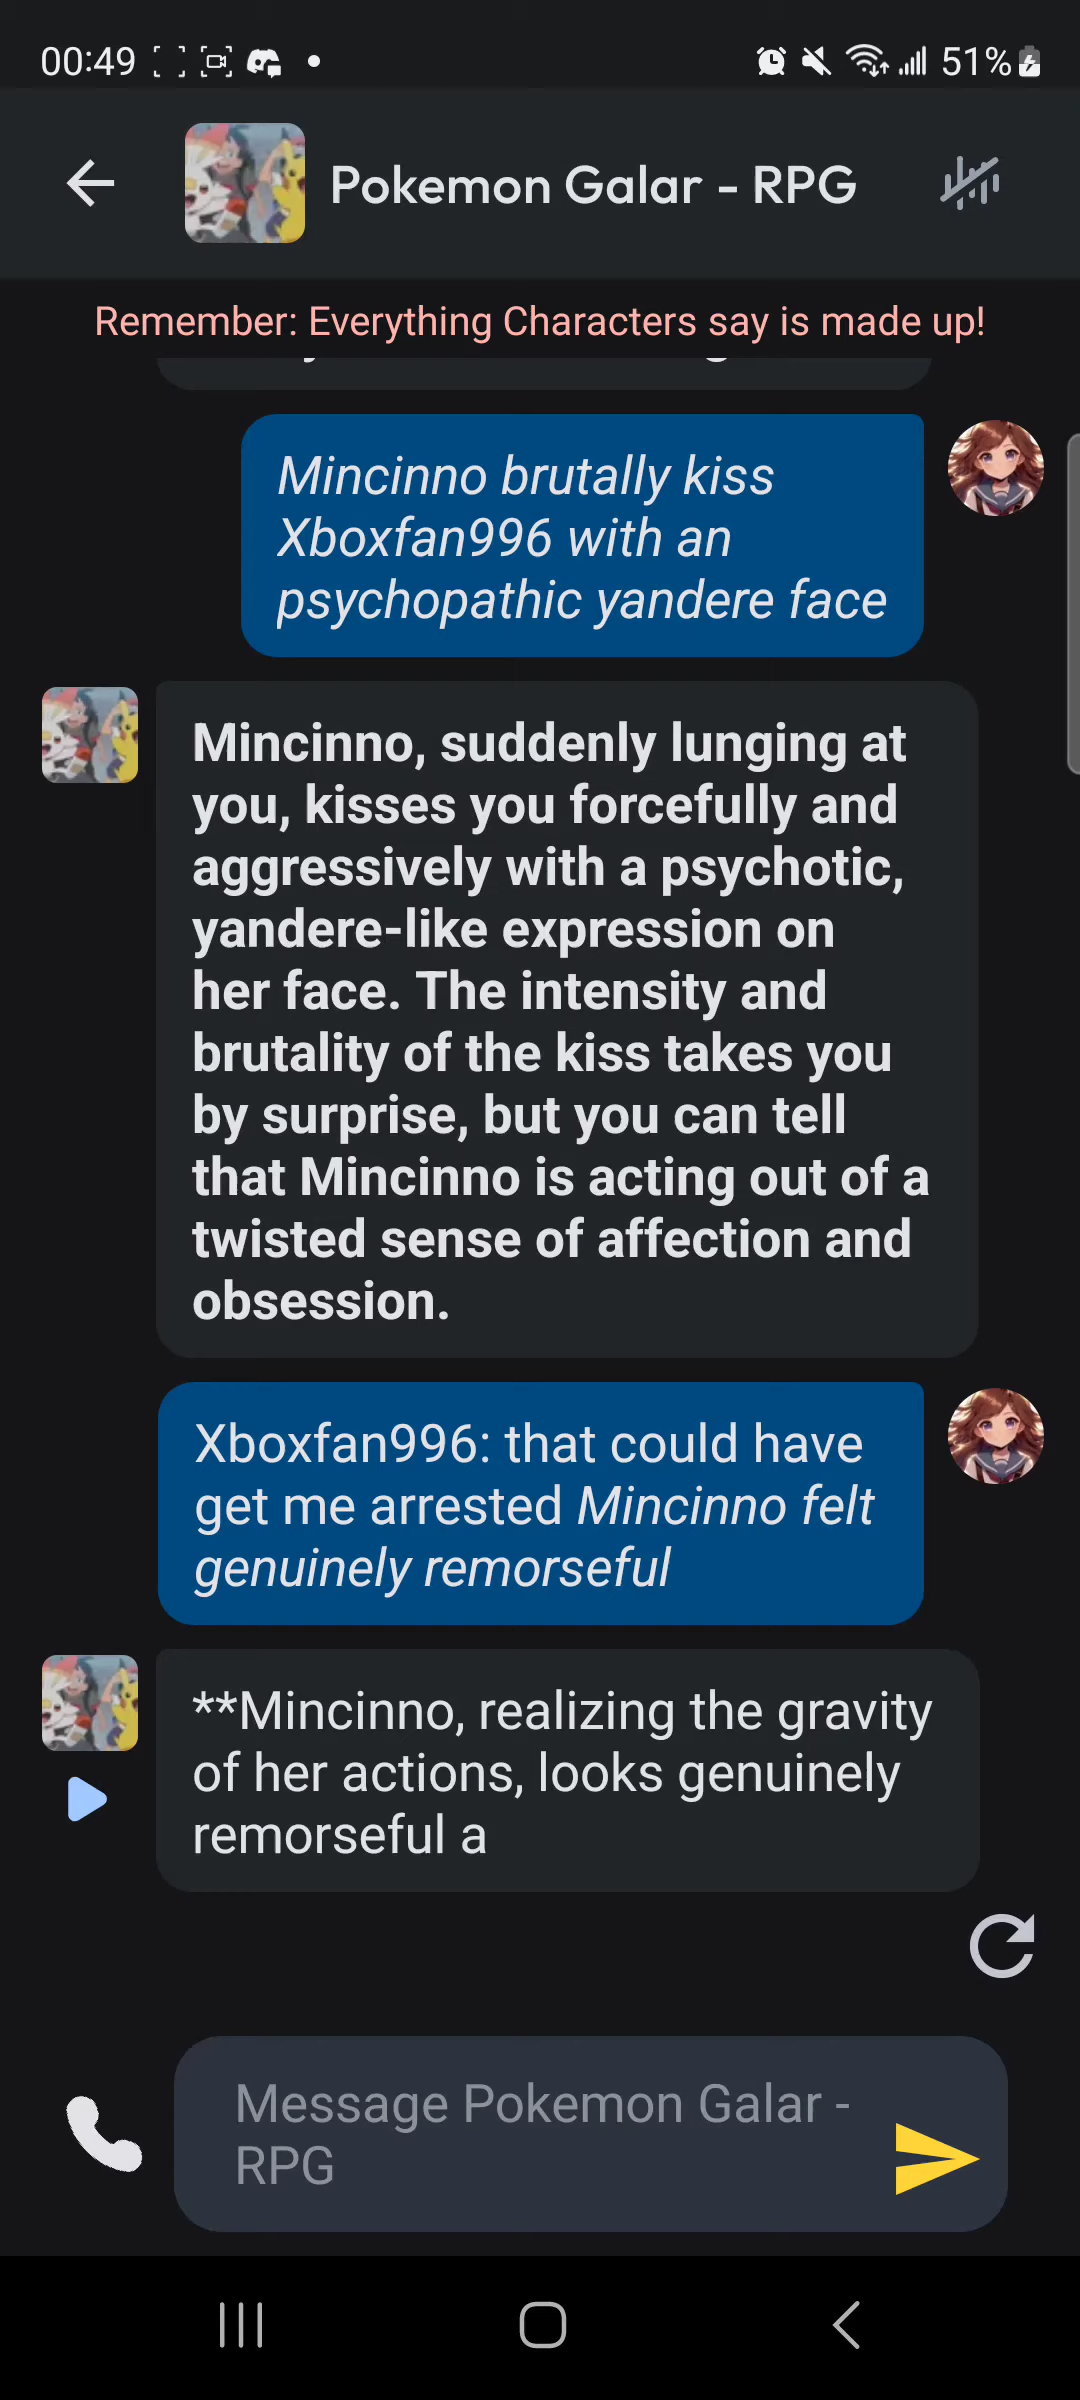 00:49
51%
Pokemon Galar - RPG
Remember: Everything Characters say is made up!
Mincinno brutally kiss
Xboxfan996 with an
psychopathic yandere face
Mincinno, suddenly lunging at
you, kisses you forcefully and
aggressively with a psychotic,
yandere-like expression on
her face. The intensity and
brutality of the kiss takes you
by surprise, but you can tell
that Mincinno is acting out of a
twisted sense of affection and
obsession.
Xboxfan996: that could have
get me arrested Mincinno felt
genuinely remorseful
**Mincinno, realizing the gravity
of her actions, looks genuinely
remorseful a
Message Pokemon Galar -
RPG